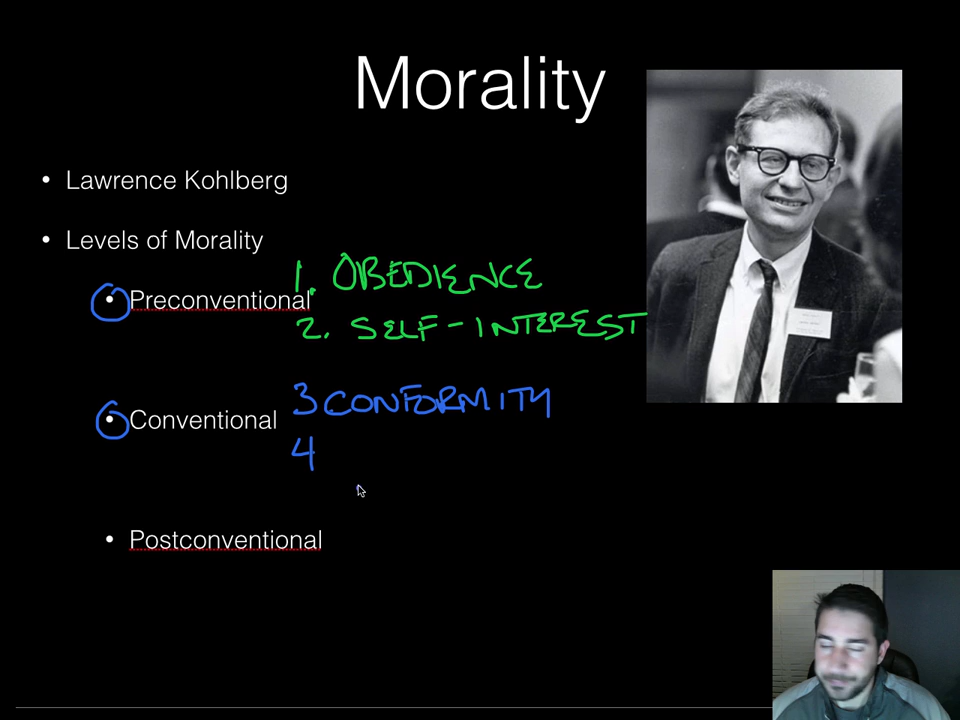 Morality
• Lawrence Kohlberg
• Levels of Morality
• Preconventional
1. OBEDIENCE
2. SELF-INTEREST
• Conventional
3 CONFORMITY
4
• Postconventional